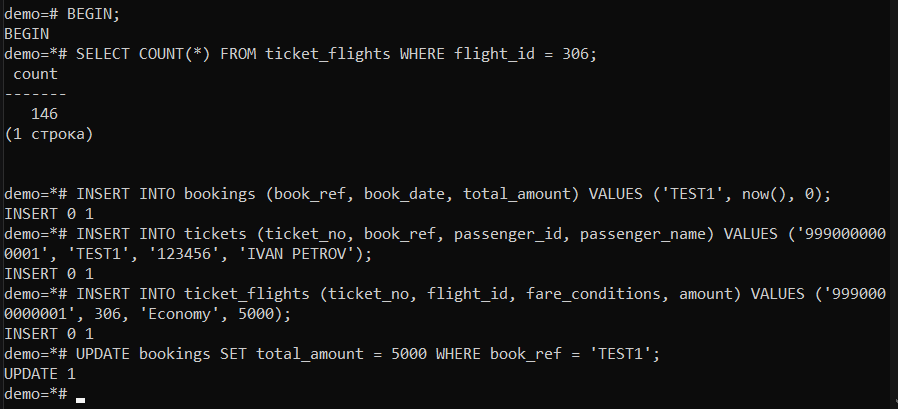 demo=# BEGIN;
BEGIN
demo=*# SELECT COUNT(*) FROM ticket_flights WHERE flight_id = 306;
 count
-------
   146
(1 строка)
demo=*# INSERT INTO bookings (book_ref, book_date, total_amount) VALUES ('TEST1', now(), 0);
INSERT 0 1
demo=*# INSERT INTO tickets (ticket_no, book_ref, passenger_id, passenger_name) VALUES ('999000000
0001', 'TEST1', '123456', 'IVAN PETROV');
INSERT 0 1
demo=*# INSERT INTO ticket_flights (ticket_no, flight_id, fare_conditions, amount) VALUES ('999000
0000001', 306, 'Economy', 5000);
INSERT 0 1
demo=*# UPDATE bookings SET total_amount = 5000 WHERE book_ref = 'TEST1';
UPDATE 1
demo=*#